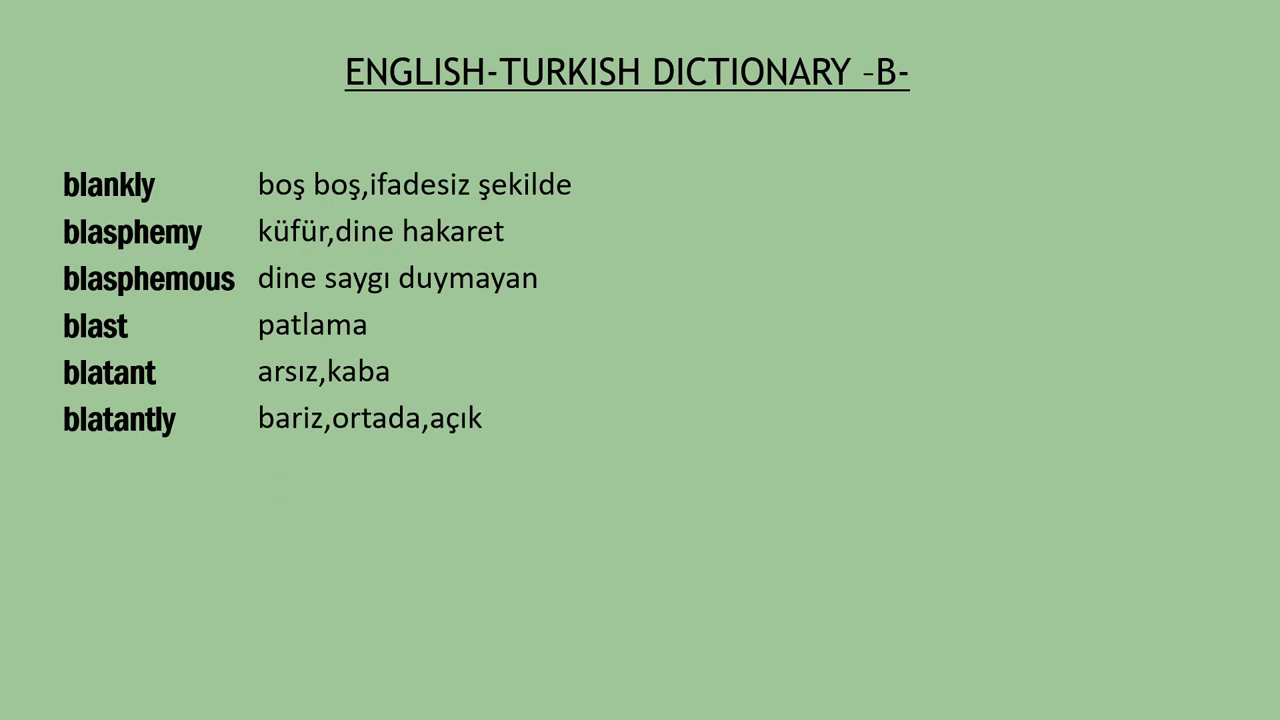 ENGLISH-TURKISH DICTIONARY –B-
blankly boş boş,ifadesiz şekilde
blasphemy küfür,dine hakaret
blasphemous dine saygı duymayan
blast patlama
blatant arsız,kaba
blatantly bariz,ortada,açık